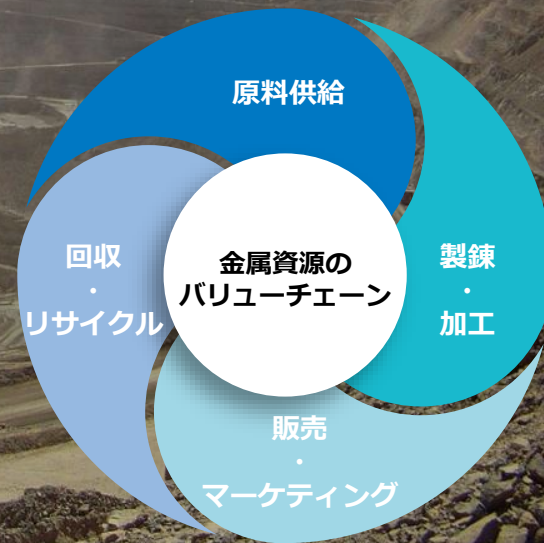 原料供給
製錬
・
加工
販売
・
マーケティング
回収
・
リサイクル
金属資源の
バリューチェーン